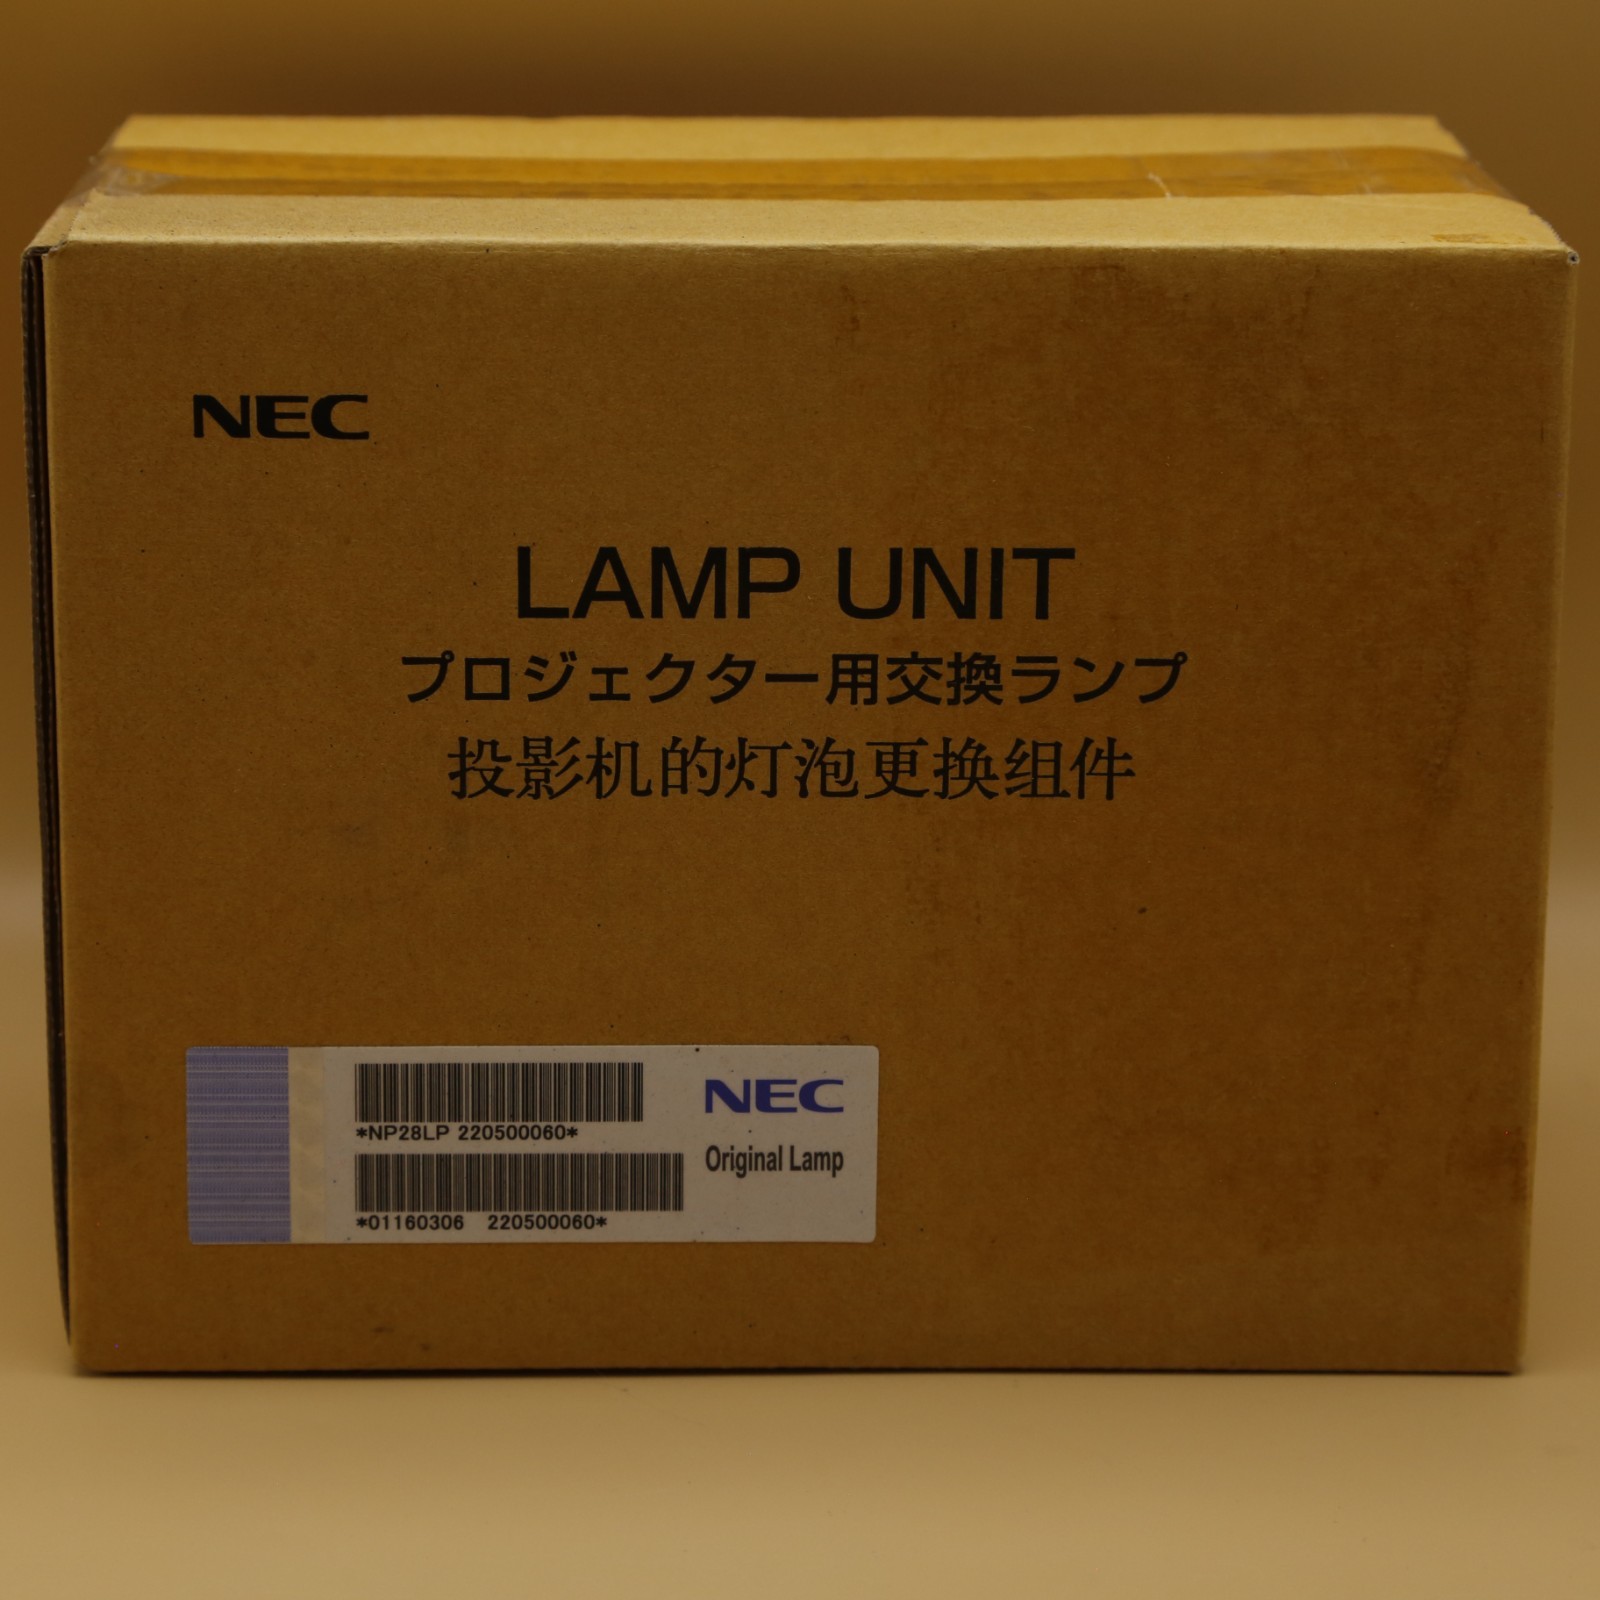 NEC
LAMP UNIT
プロジェクター用交換ランプ
投影机的灯泡更换组件
*NP28LP 220500060*
NEC
Original Lamp
*01160306 220500060*